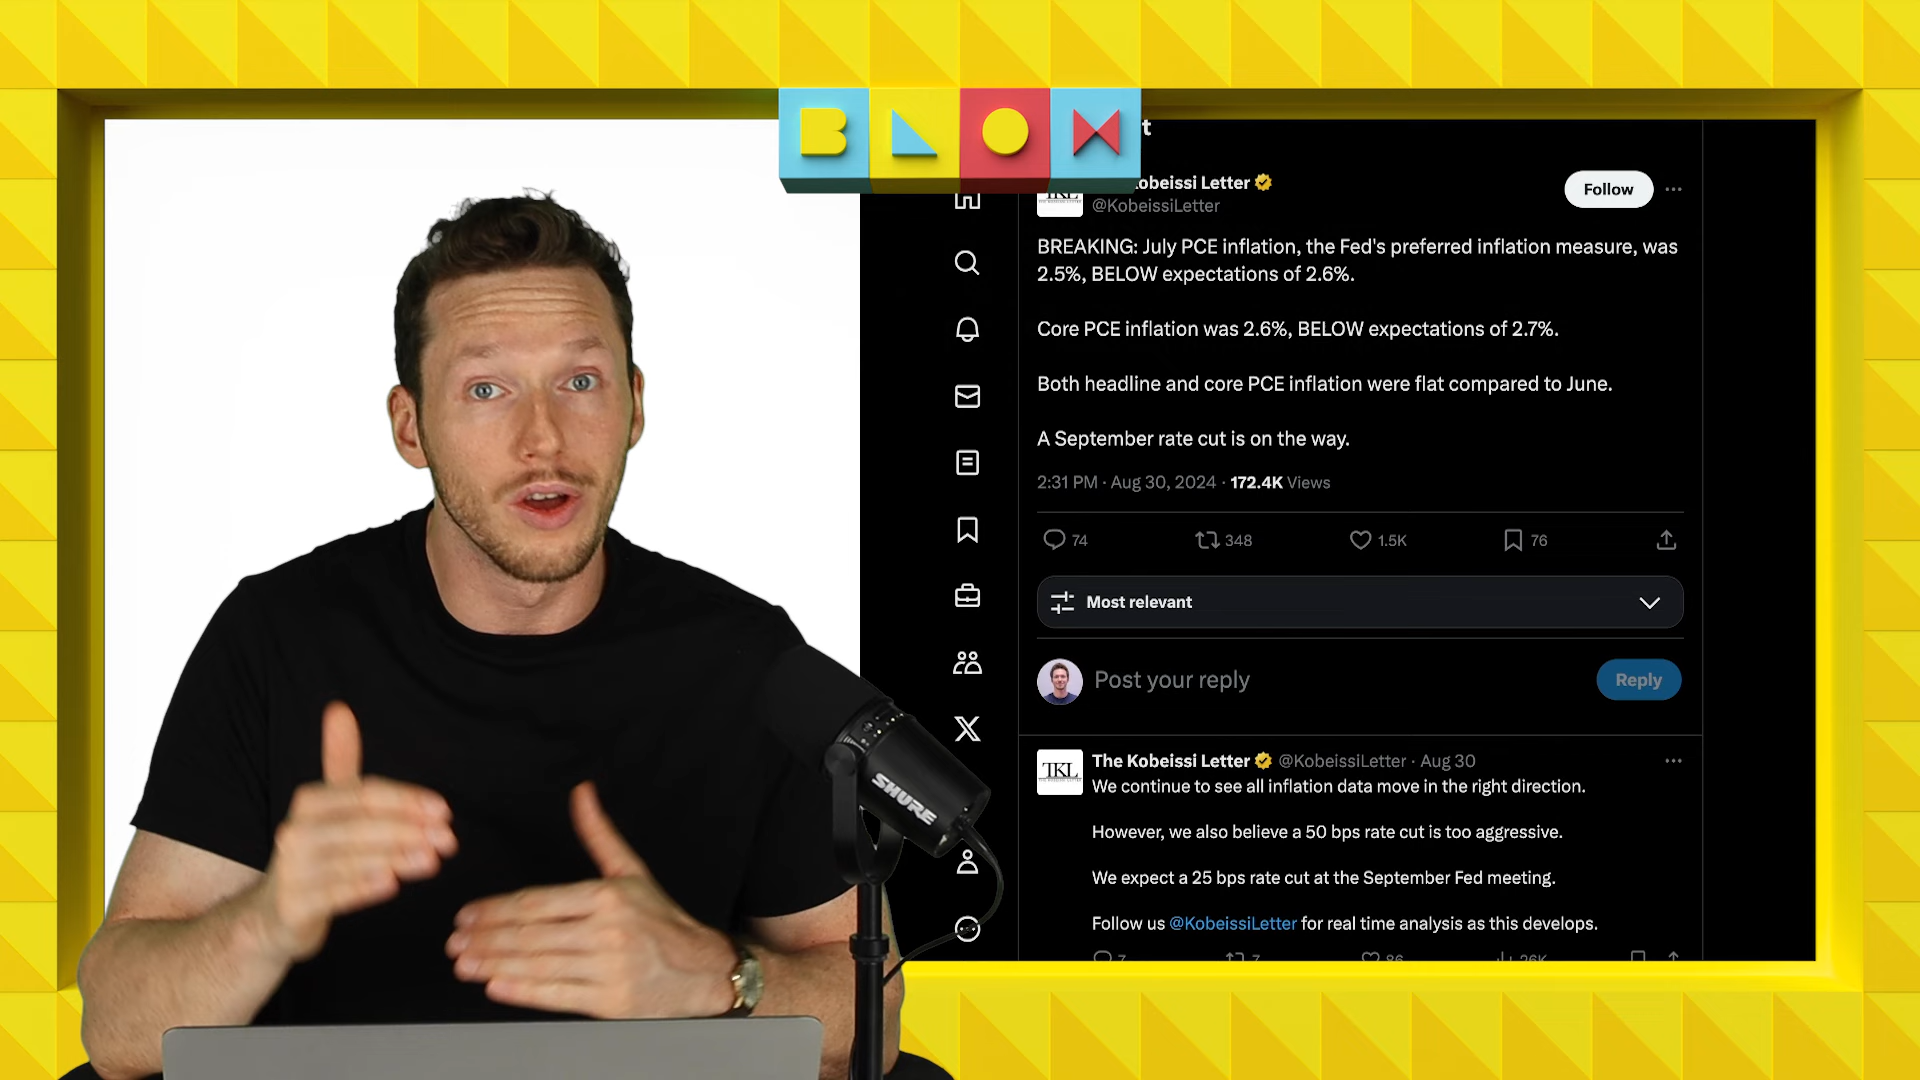 BLOX
t
obeissi Letter
Follow
TKL
@KobeissiLetter
BREAKING: July PCE inflation, the Fed's preferred inflation measure, was
2.5%, BELOW expectations of 2.6%.
Core PCE inflation was 2.6%, BELOW expectations of 2.7%.
Both headline and core PCE inflation were flat compared to June.
A September rate cut is on the way.
2:31 PM · Aug 30, 2024 · 172.4K Views
74 348 1.5K 76
Most relevant
Post your reply
Reply
TKL
The Kobeissi Letter @KobeissiLetter · Aug 30
We continue to see all inflation data move in the right direction.
However, we also believe a 50 bps rate cut is too aggressive.
We expect a 25 bps rate cut at the September Fed meeting.
Follow us @KobeissiLetter for real time analysis as this develops.
7 7 86 26K
SHURE